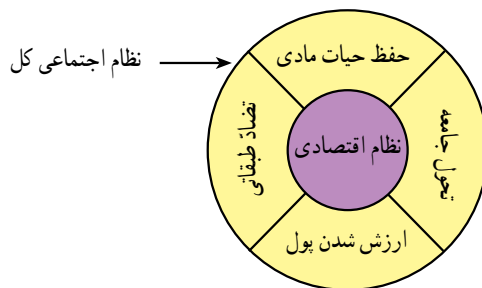 نظام اجتماعی کل
حفظ حیات مادی
تحول جامعه
نظام اقتصادی
تضادّ طبقاتی
ارزش شدن پول